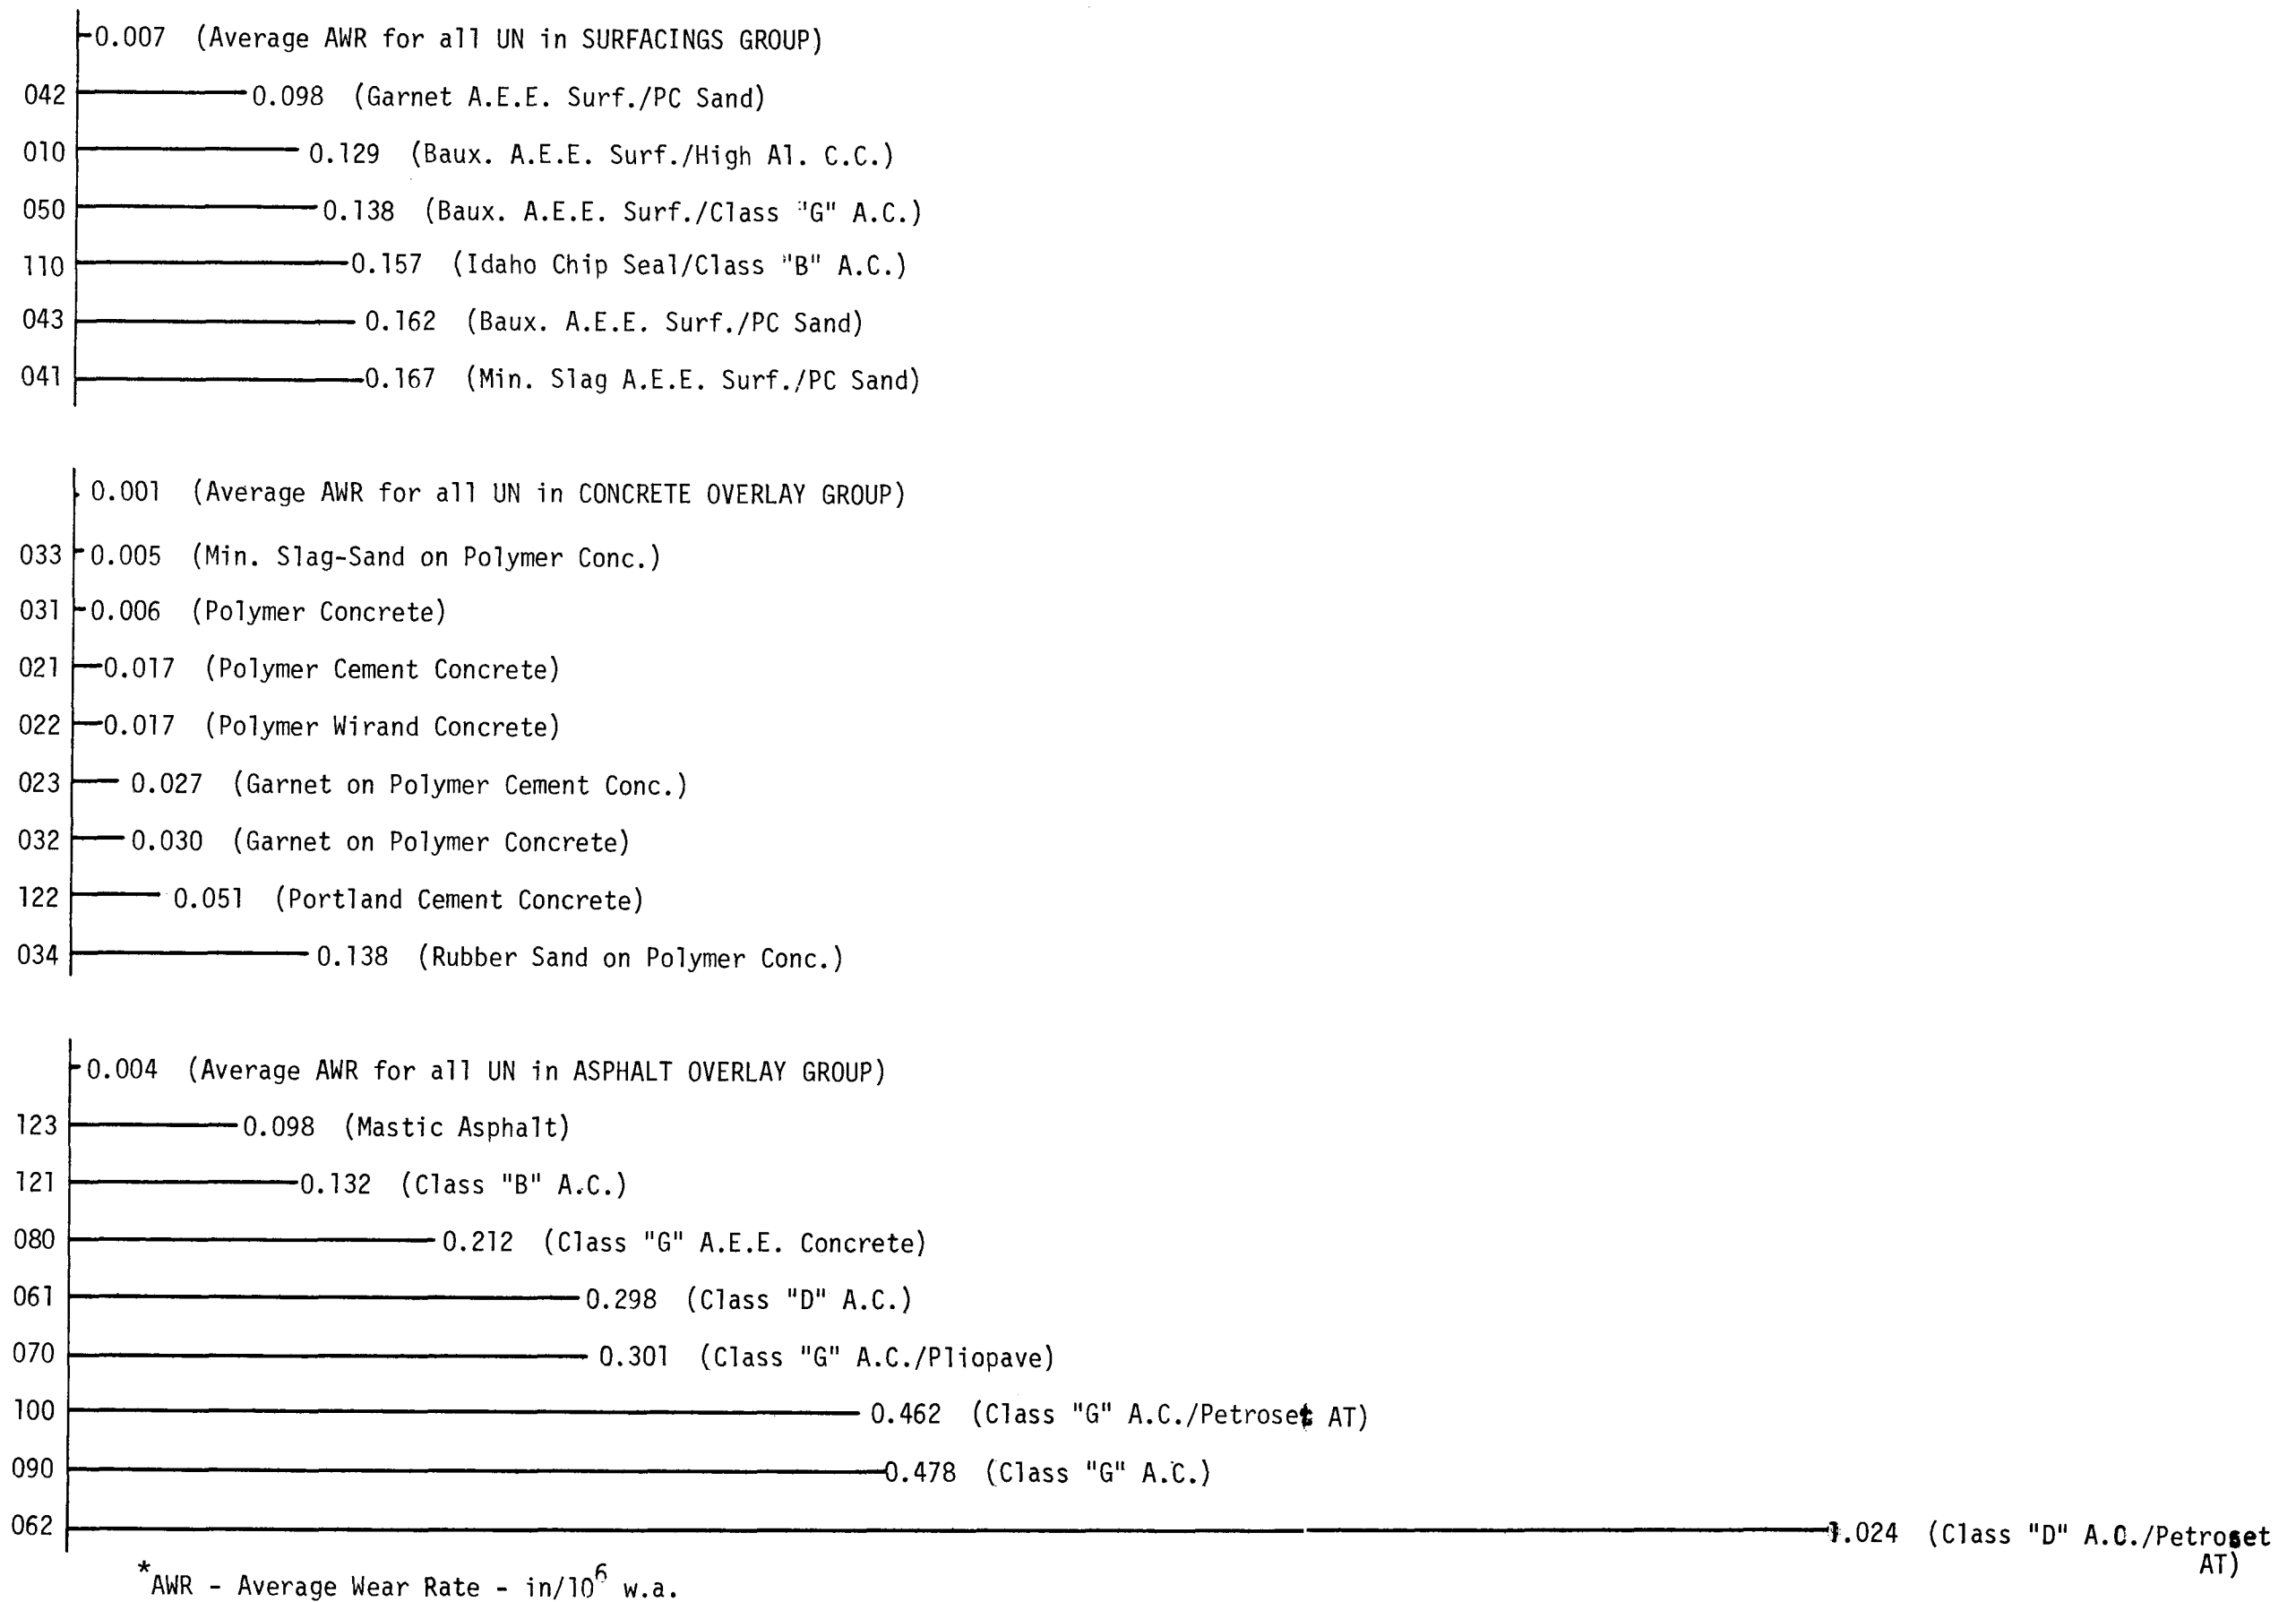 0.007 (Average AWR for all UN in SURFACINGS GROUP)
042 0.098 (Garnet A.E.E. Surf./PC Sand)
010 0.129 (Baux. A.E.E. Surf./High Al. C.C.)
050 0.138 (Baux. A.E.E. Surf./Class "G" A.C.)
110 0.157 (Idaho Chip Seal/Class "B" A.C.)
043 0.162 (Baux. A.E.E. Surf./PC Sand)
041 0.167 (Min. Slag A.E.E. Surf./PC Sand)
0.001 (Average AWR for all UN in CONCRETE OVERLAY GROUP)
033 0.005 (Min. Slag-Sand on Polymer Conc.)
031 0.006 (Polymer Concrete)
021 0.017 (Polymer Cement Concrete)
022 0.017 (Polymer Wirand Concrete)
023 0.027 (Garnet on Polymer Cement Conc.)
032 0.030 (Garnet on Polymer Concrete)
122 0.051 (Portland Cement Concrete)
034 0.138 (Rubber Sand on Polymer Conc.)
0.004 (Average AWR for all UN in ASPHALT OVERLAY GROUP)
123 0.098 (Mastic Asphalt)
121 0.132 (Class "B" A.C.)
080 0.212 (Class "G" A.E.E. Concrete)
061 0.298 (Class "D" A.C.)
070 0.301 (Class "G" A.C./Pliopave)
100 0.462 (Class "G" A.C./Petroset AT)
090 0.478 (Class "G" A.C.)
062 1.024 (Class "D" A.C./Petroset
AT)
*AWR - Average Wear Rate - in/10⁶ w.a.